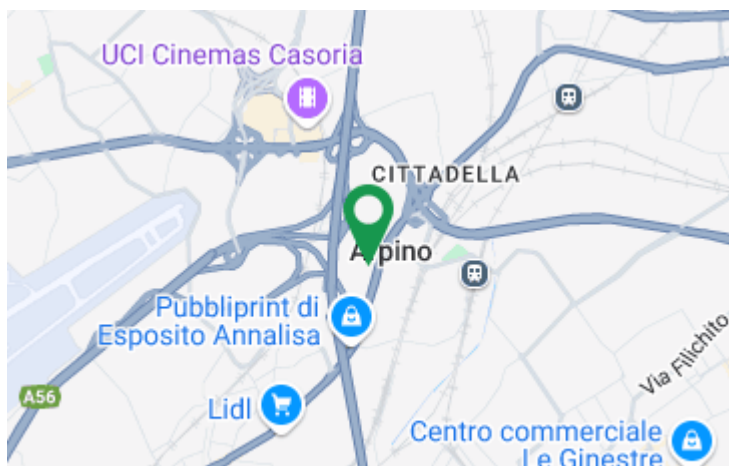 UCI Cinemas Casoria
CITTADELLA
Arpino
Pubbliprint di
Esposito Annalisa
Via Filichito
A56
Lidl
Centro commerciale
Le Ginestre